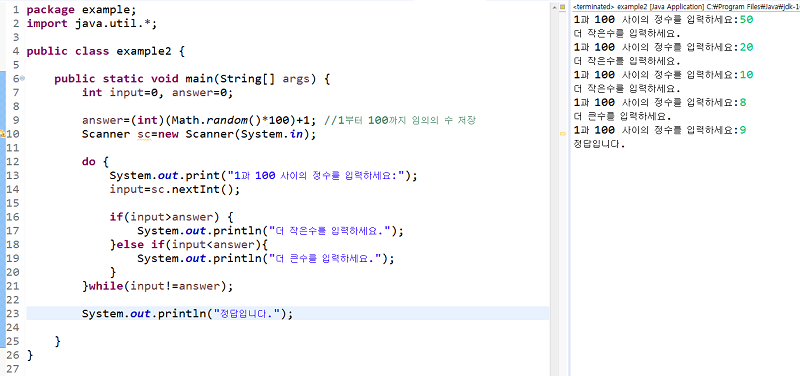 1 package example;
2 import java.util.*;
3
4 public class example2 {
5
6 public static void main(String[] args) {
7 int input=0, answer=0;
8
9 answer=(int)(Math.random()*100)+1; //1부터 100까지 임의의 수 저장
10 Scanner sc=new Scanner(System.in);
11
12 do {
13 System.out.print("1과 100 사이의 정수를 입력하세요:");
14 input=sc.nextInt();
15
16 if(input>answer) {
17 System.out.println("더 작은수를 입력하세요.");
18 }else if(input<answer){
19 System.out.println("더 큰수를 입력하세요.");
20 }
21 }while(input!=answer);
22
23 System.out.println("정답입니다.");
24
25 }
26 }
27
<terminated> example2 [Java Application] C:₩Program Files₩Java₩jdk-1
1과 100 사이의 정수를 입력하세요:50
더 작은수를 입력하세요.
1과 100 사이의 정수를 입력하세요:20
더 작은수를 입력하세요.
1과 100 사이의 정수를 입력하세요:10
더 작은수를 입력하세요.
1과 100 사이의 정수를 입력하세요:8
더 큰수를 입력하세요.
1과 100 사이의 정수를 입력하세요:9
정답입니다.